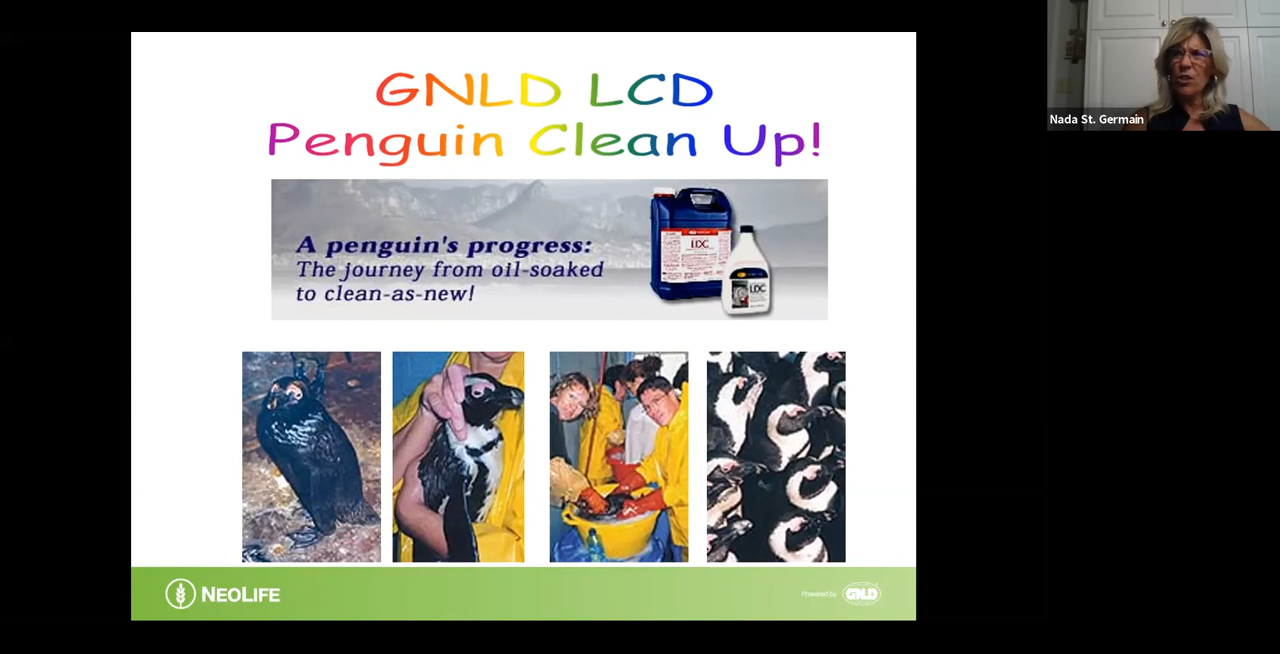 GNLD LCD
Penguin Clean Up!
A penguin's progress:
The journey from oil-soaked
to clean-as-new!
LDC
LDC
NEOLIFE
Powered by GNLD
Nada St. Germain